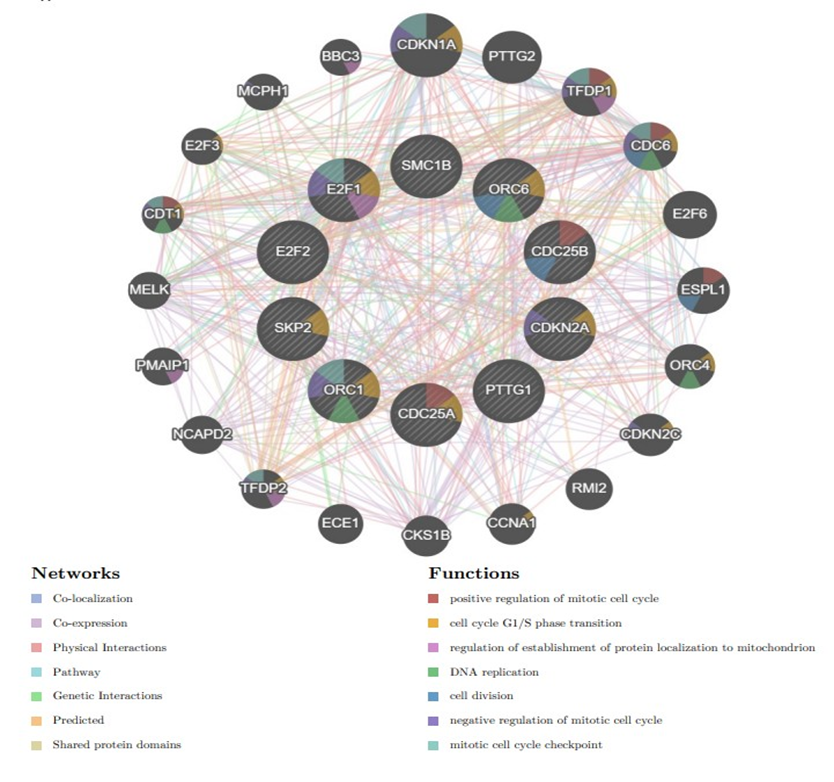 CDKN1A
BBC3
PTTG2
MCPH1
TFDP1
E2F3
CDC6
SMC1B
E2F1
ORC6
CDT1
E2F6
E2F2
CDC25B
MELK
ESPL1
SKP2
CDKN2A
PMAIP1
ORC4
ORC1
PTTG1
CDC25A
NCAPD2
CDKN2C
TFDP2
RMI2
ECE1
CKS1B
CCNA1
Networks
Co-localization
Co-expression
Physical Interactions
Pathway
Genetic Interactions
Predicted
Shared protein domains
Functions
positive regulation of mitotic cell cycle
cell cycle G1/S phase transition
regulation of establishment of protein localization to mitochondrion
DNA replication
cell division
negative regulation of mitotic cell cycle
mitotic cell cycle checkpoint